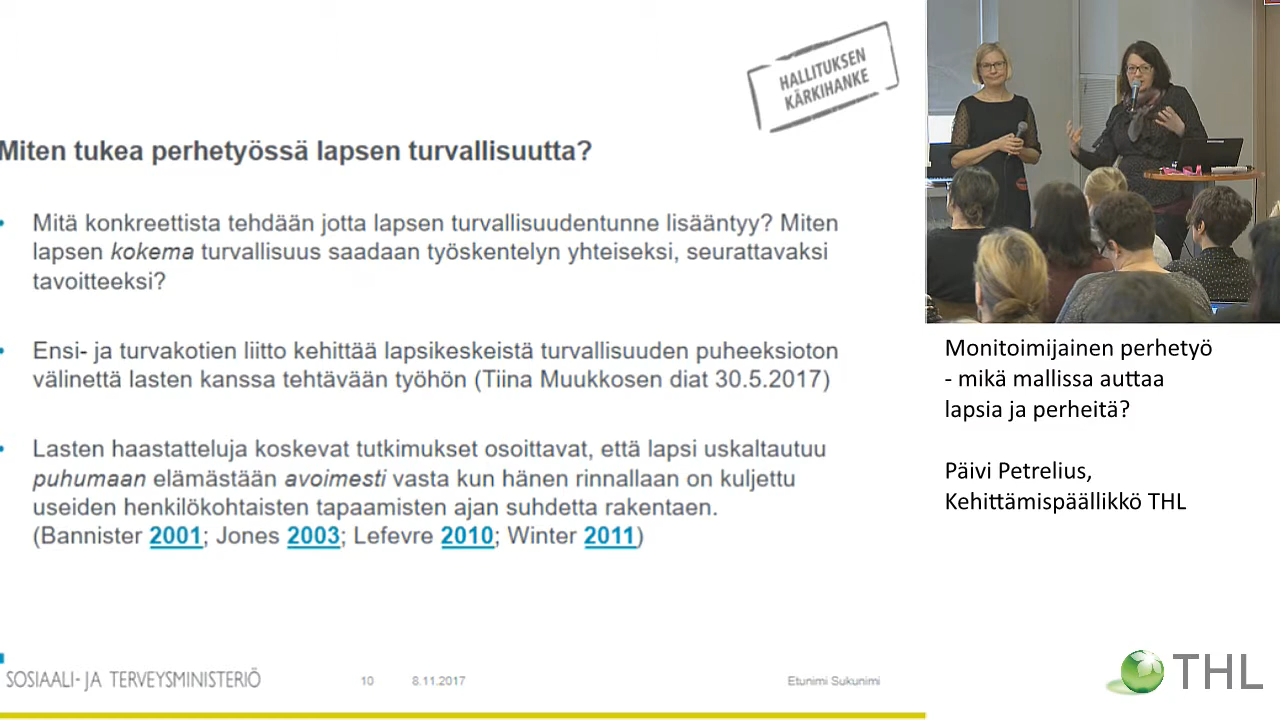 HALLITUKSEN
KÄRKIHANKE
Miten tukea perhetyössä lapsen turvallisuutta?
• Mitä konkreettista tehdään jotta lapsen turvallisuudentunne lisääntyy? Miten
lapsen kokema turvallisuus saadaan työskentelyn yhteiseksi, seurattavaksi
tavoitteeksi?
• Ensi- ja turvakotien liitto kehittää lapsikeskeistä turvallisuuden puheeksioton
välinettä lasten kanssa tehtävään työhön (Tiina Muukkosen diat 30.5.2017)
• Lasten haastatteluja koskevat tutkimukset osoittavat, että lapsi uskaltautuu
puhumaan elämästään avoimesti vasta kun hänen rinnallaan on kuljettu
useiden henkilökohtaisten tapaamisten ajan suhdetta rakentaen.
(Bannister 2001; Jones 2003; Lefevre 2010; Winter 2011)
SOSIAALI- JA TERVEYSMINISTERIÖ
10
8.11.2017
Etunimi Sukunimi
Monitoimijainen perhetyö
- mikä mallissa auttaa
lapsia ja perheitä?
Päivi Petrelius,
Kehittämispäällikkö THL
THL